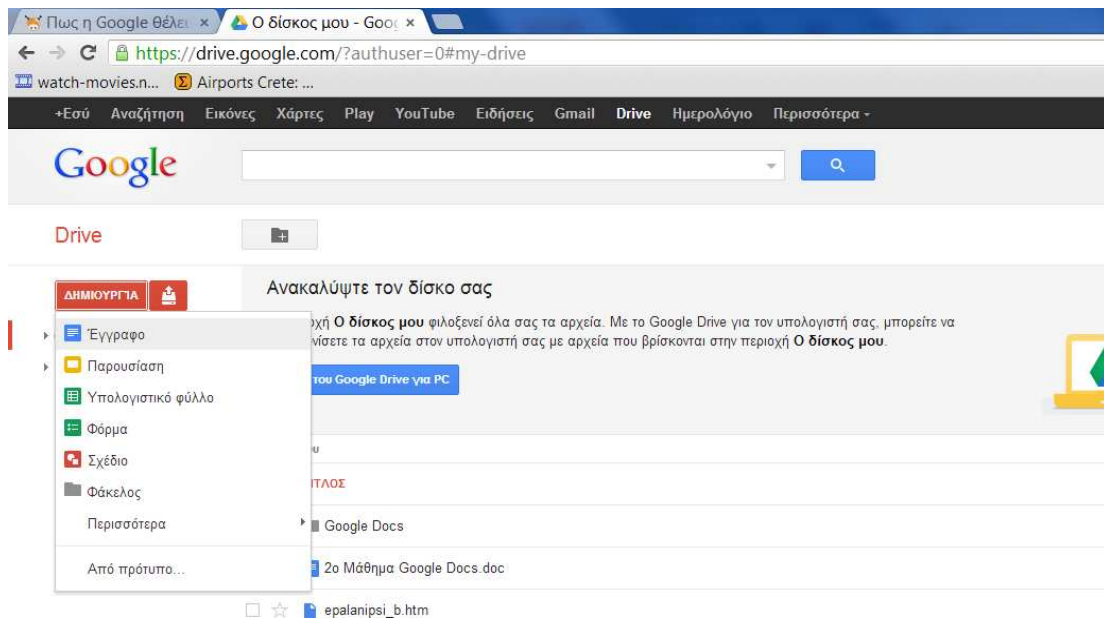 Πως η Google θέλει
Ο δίσκος μου - Goo
https://drive.google.com/?authuser=0#my-drive
watch-movies.n... Airports Crete: ...
+Εσύ Αναζήτηση Εικόνες Χάρτες Play YouTube Ειδήσεις Gmail Drive Ημερολόγιο Περισσότερα
Google
Drive
ΔΗΜΙΟΥΡΓΙΑ
Έγγραφο
Παρουσίαση
Υπολογιστικό φύλλο
Φόρμα
Σχέδιο
Φάκελος
Περισσότερα
Από πρότυπο...
Ανακαλύψτε τον δίσκο σας
οχή Ο δίσκος μου φιλοξενεί όλα σας τα αρχεία. Με το Google Drive για τον υπολογιστή σας, μπορείτε να
νίσετε τα αρχεία στον υπολογιστή σας με αρχεία που βρίσκονται στην περιοχή Ο δίσκος μου.
του Google Drive για PC
ου
ΙΤΛΟΣ
Google Docs
2ο Μάθημα Google Docs.doc
epalanipsi_b.htm